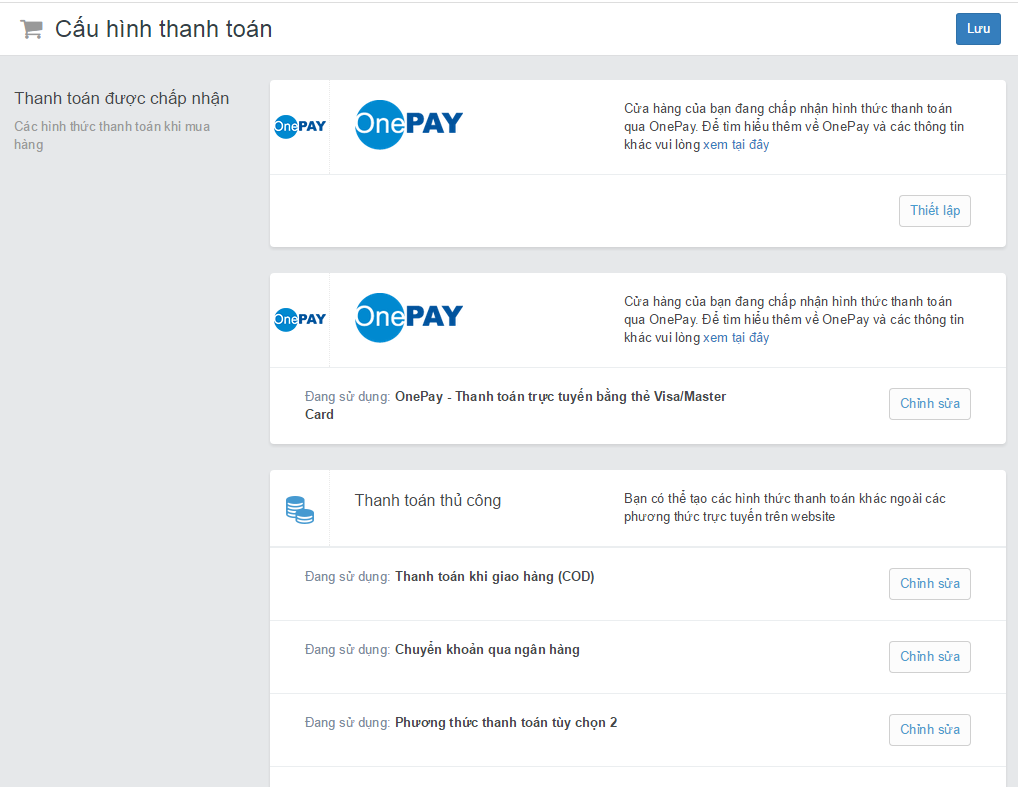 Cấu hình thanh toán
Lưu
Thanh toán được chấp nhận
Các hình thức thanh toán khi mua
hàng
OnePAY
OnePAY
Cửa hàng của bạn đang chấp nhận hình thức thanh toán
qua OnePay. Để tìm hiểu thêm về OnePay và các thông tin
khác vui lòng xem tại đây
Thiết lập
OnePAY
OnePAY
Cửa hàng của bạn đang chấp nhận hình thức thanh toán
qua OnePay. Để tìm hiểu thêm về OnePay và các thông tin
khác vui lòng xem tại đây
Đang sử dụng: OnePay - Thanh toán trực tuyến bằng thẻ Visa/Master
Card
Chỉnh sửa
Thanh toán thủ công
Bạn có thể tạo các hình thức thanh toán khác ngoài các
phương thức trực tuyến trên website
Đang sử dụng: Thanh toán khi giao hàng (COD)
Chỉnh sửa
Đang sử dụng: Chuyển khoản qua ngân hàng
Chỉnh sửa
Đang sử dụng: Phương thức thanh toán tùy chọn 2
Chỉnh sửa